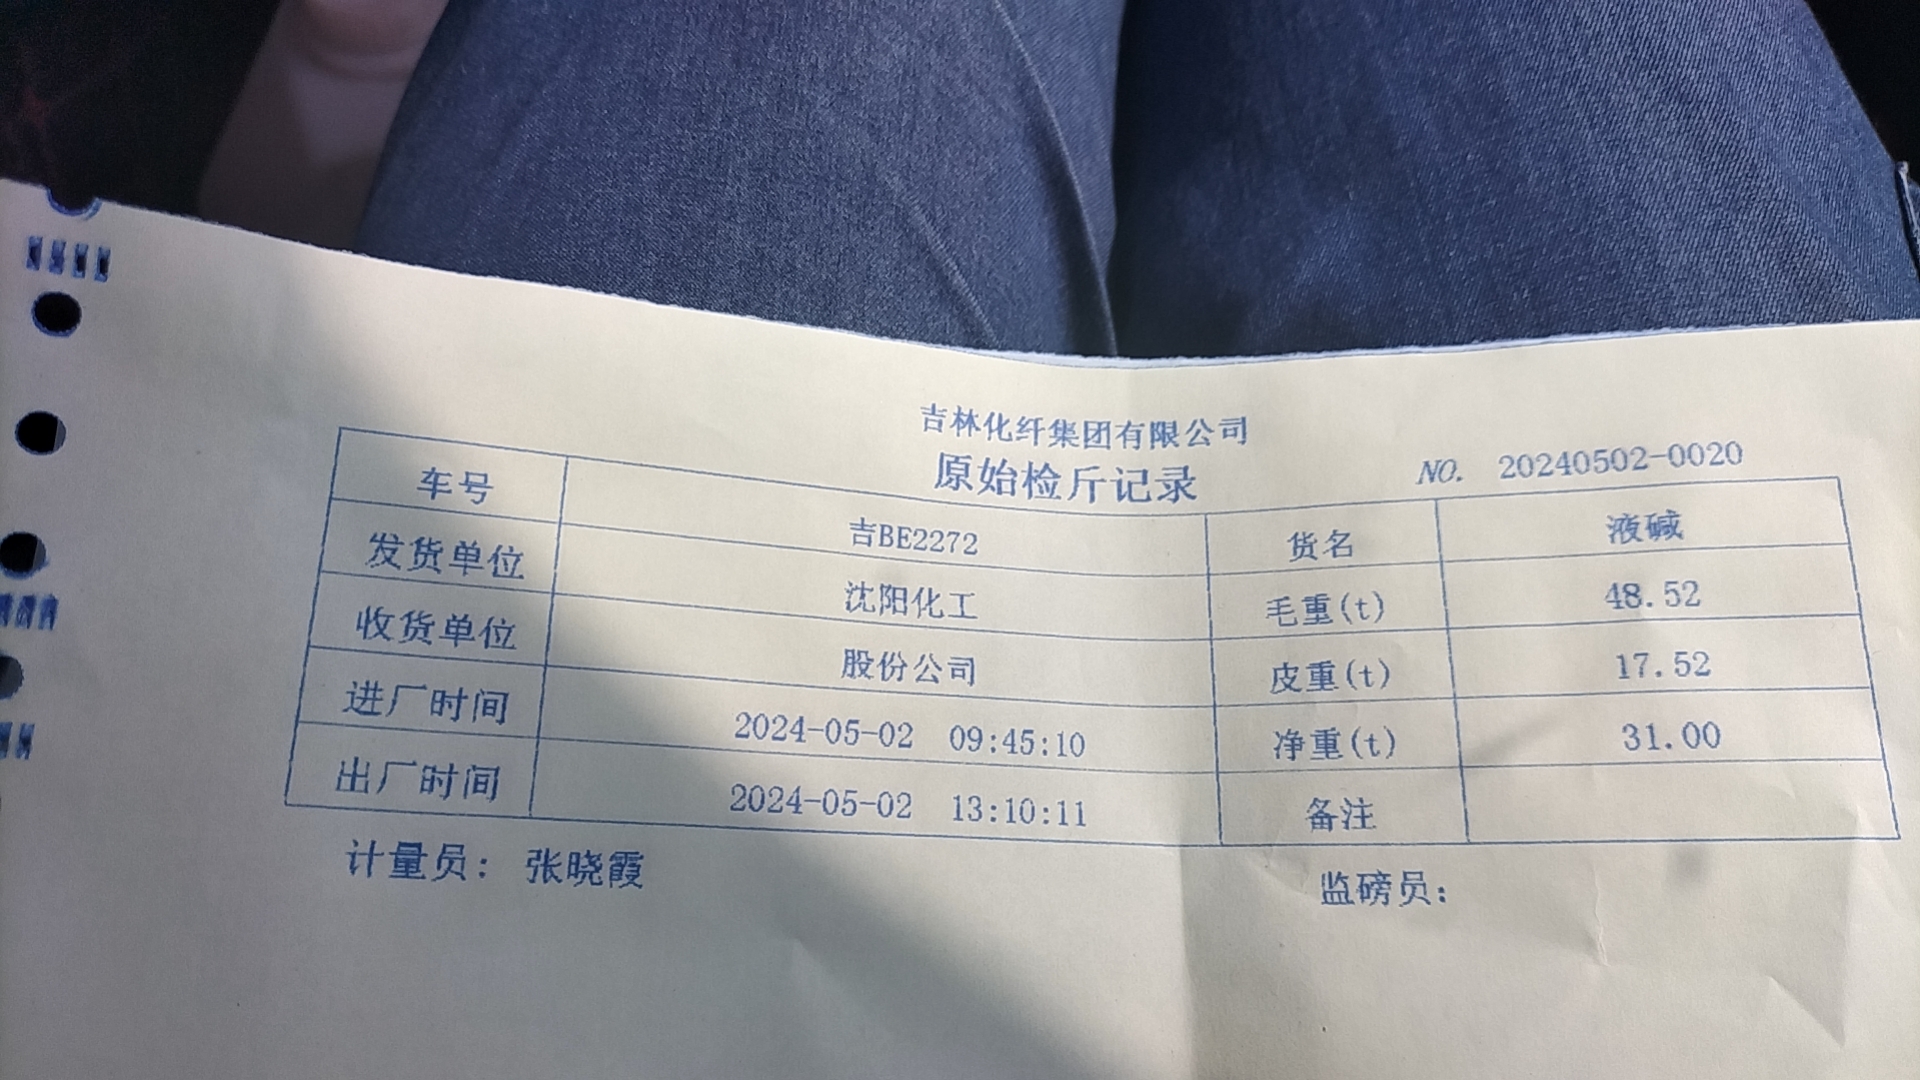 吉林化纤集团有限公司
原始检斤记录
NO. 20240502-0020
车号 吉BE2272 货名 液碱
发货单位 沈阳化工 毛重(t) 48.52
收货单位 股份公司 皮重(t) 17.52
进厂时间 2024-05-02 09:45:10 净重(t) 31.00
出厂时间 2024-05-02 13:10:11 备注
计量员: 张晓霞 监磅员: